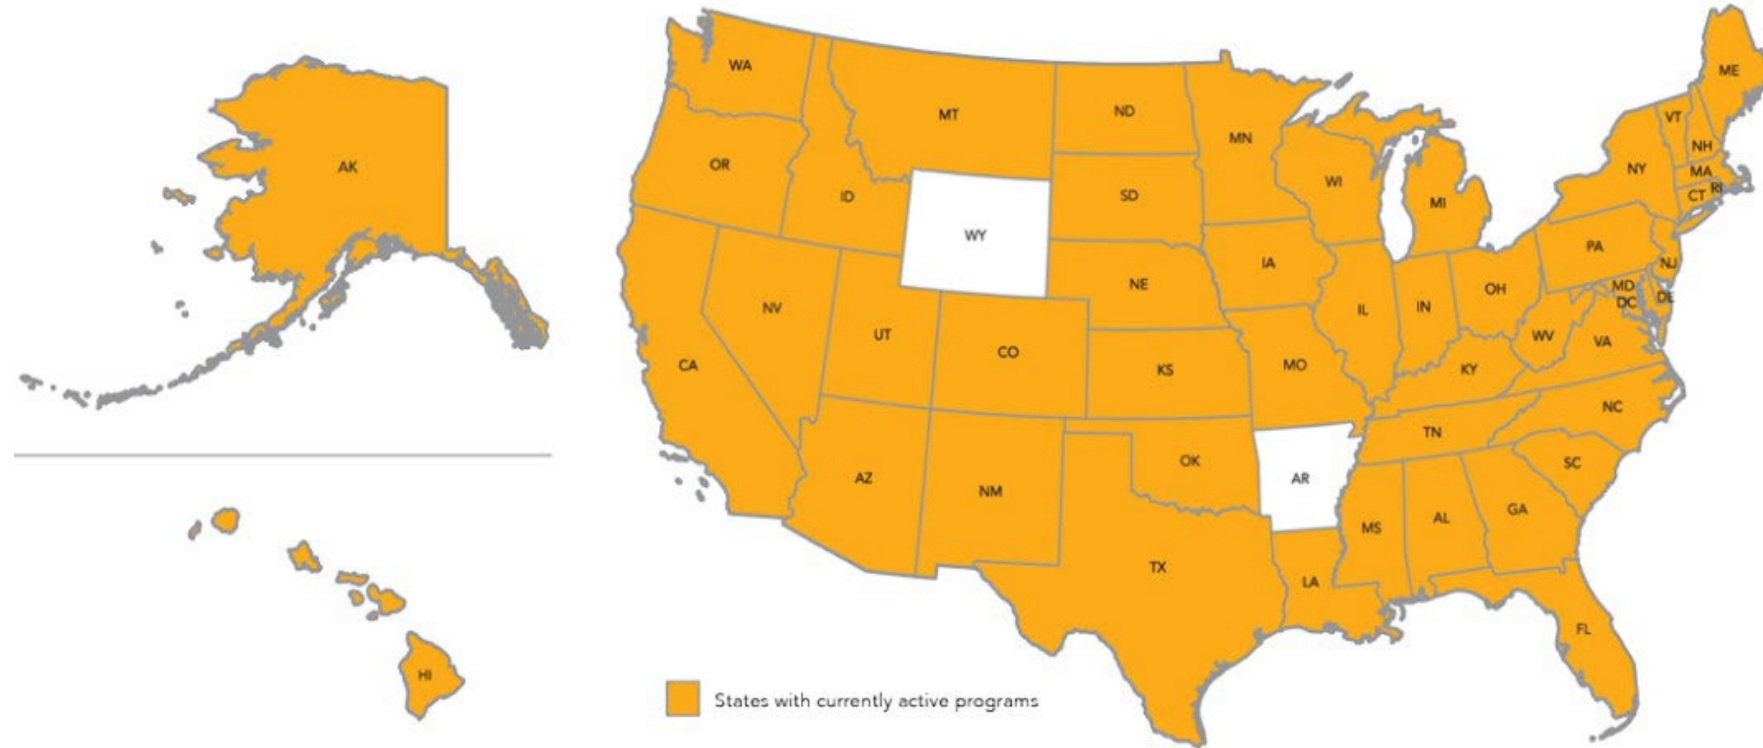 WA
MT
ND
MN
ME
VT
NH
OR
ID
SD
WI
MI
NY
MA
CT
RI
AK
WY
IA
NE
PA
NJ
NV
UT
CO
IL
IN
OH
MD
DC
DE
CA
KS
MO
WV
VA
KY
NC
TN
AZ
NM
OK
AR
SC
MS
AL
GA
TX
LA
FL
HI
States with currently active programs